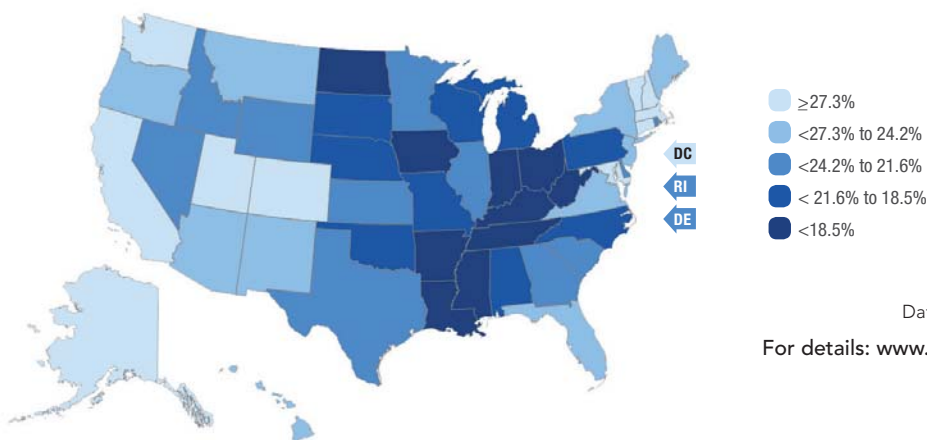 DC
RI
DE
≥27.3%
<27.3% to 24.2%
<24.2% to 21.6%
< 21.6% to 18.5%
<18.5%
For details: www.